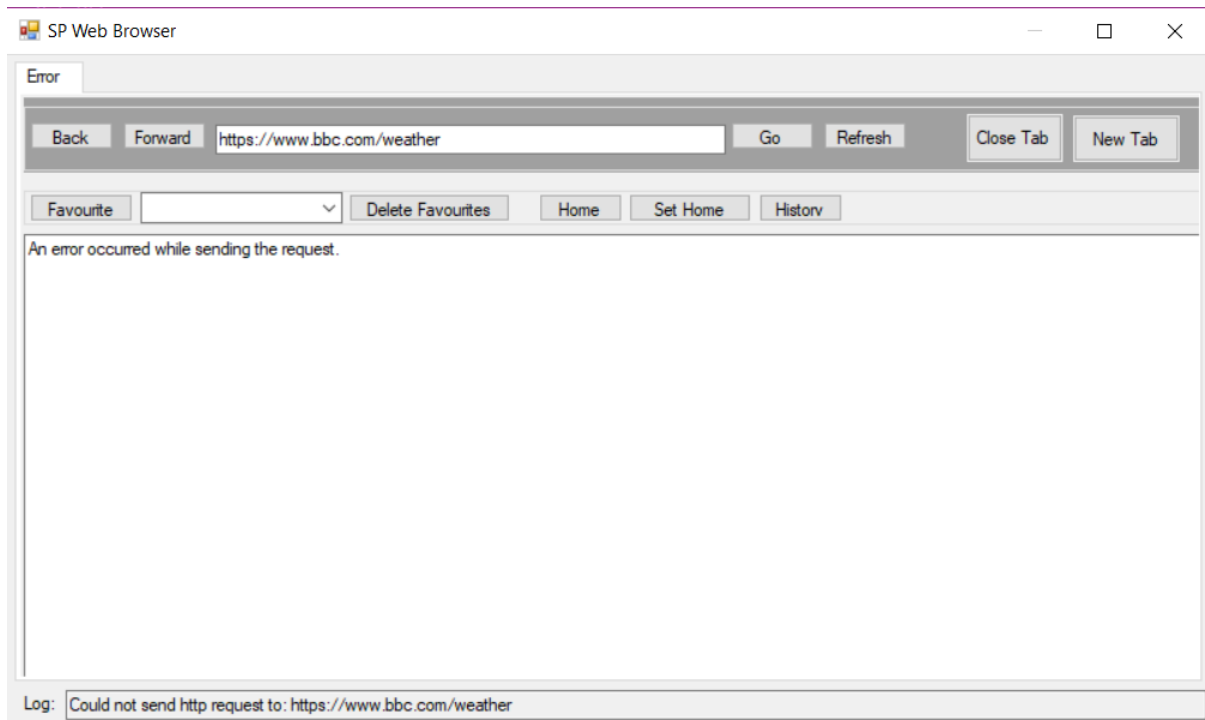 SP Web Browser
Error
Back Forward https://www.bbc.com/weather Go Refresh Close Tab New Tab
Favourite Delete Favourites Home Set Home History
An error occurred while sending the request.
Log: Could not send http request to: https://www.bbc.com/weather